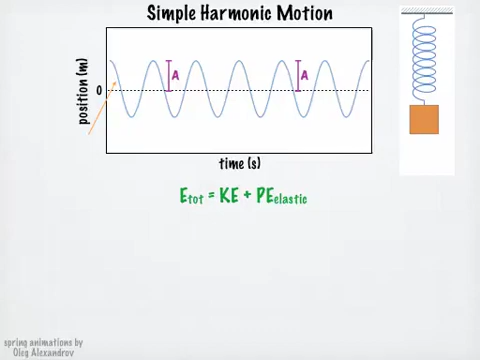 Simple Harmonic Motion
position (m)
0
A
A
time (s)
Etot = KE + PEelastic
spring animations by
Oleg Alexandrov